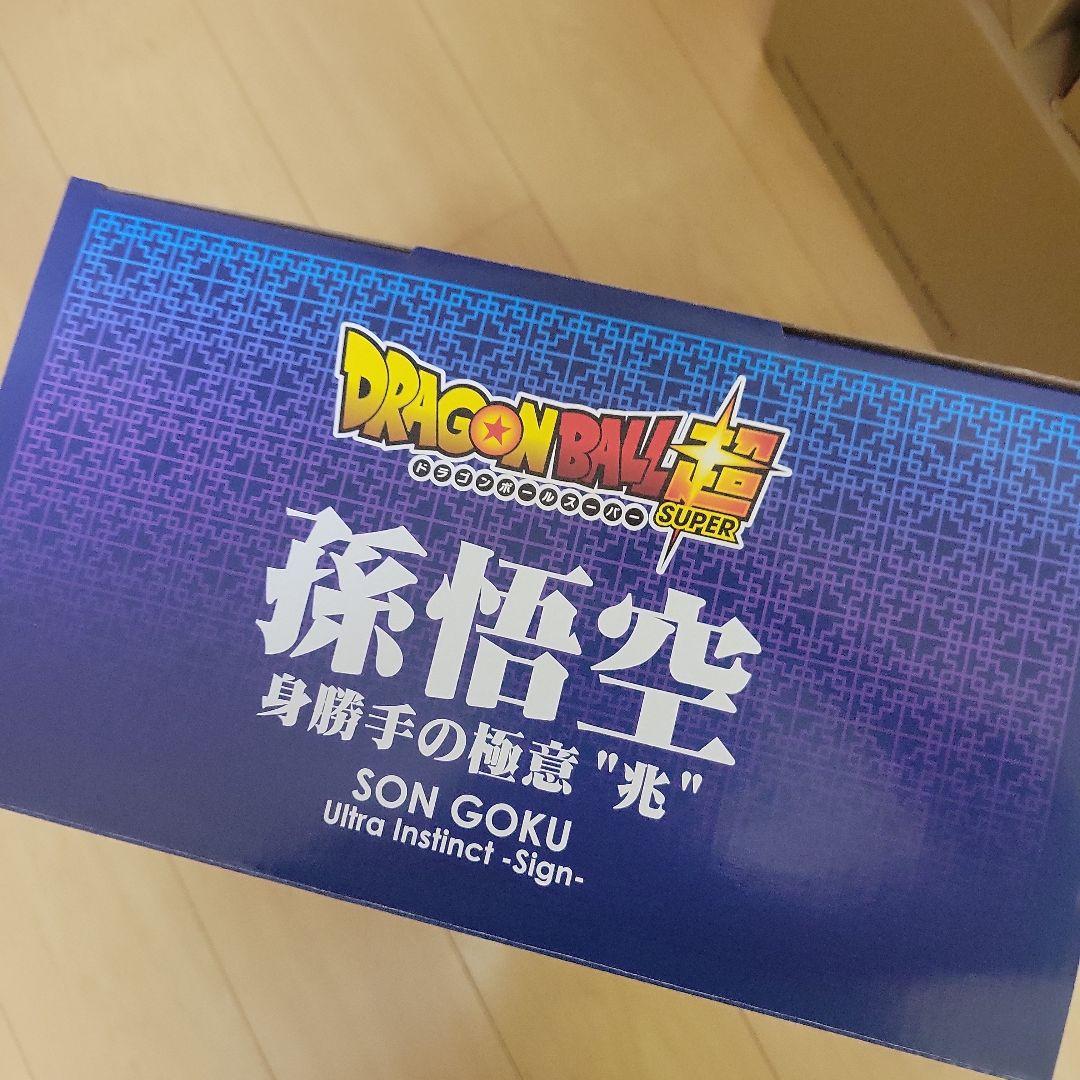 DRAGON BALL超
ドラゴンボールスーパー SUPER
孫悟空
身勝手の極意"兆"
SON GOKU
Ultra Instinct -Sign-